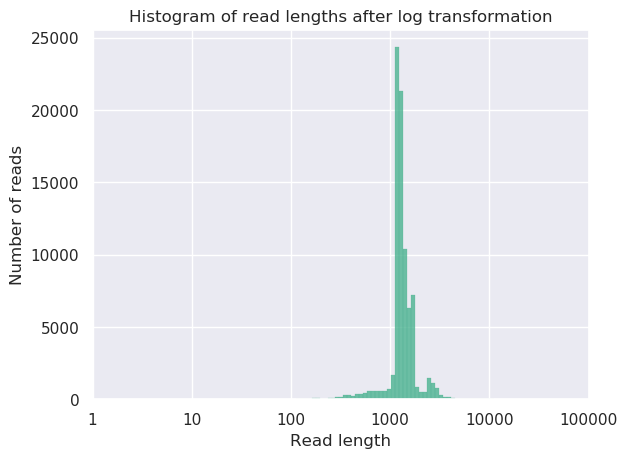 Histogram of read lengths after log transformation
25000
20000
15000
10000
5000
0
Number of reads
1 10 100 1000 10000 100000
Read length